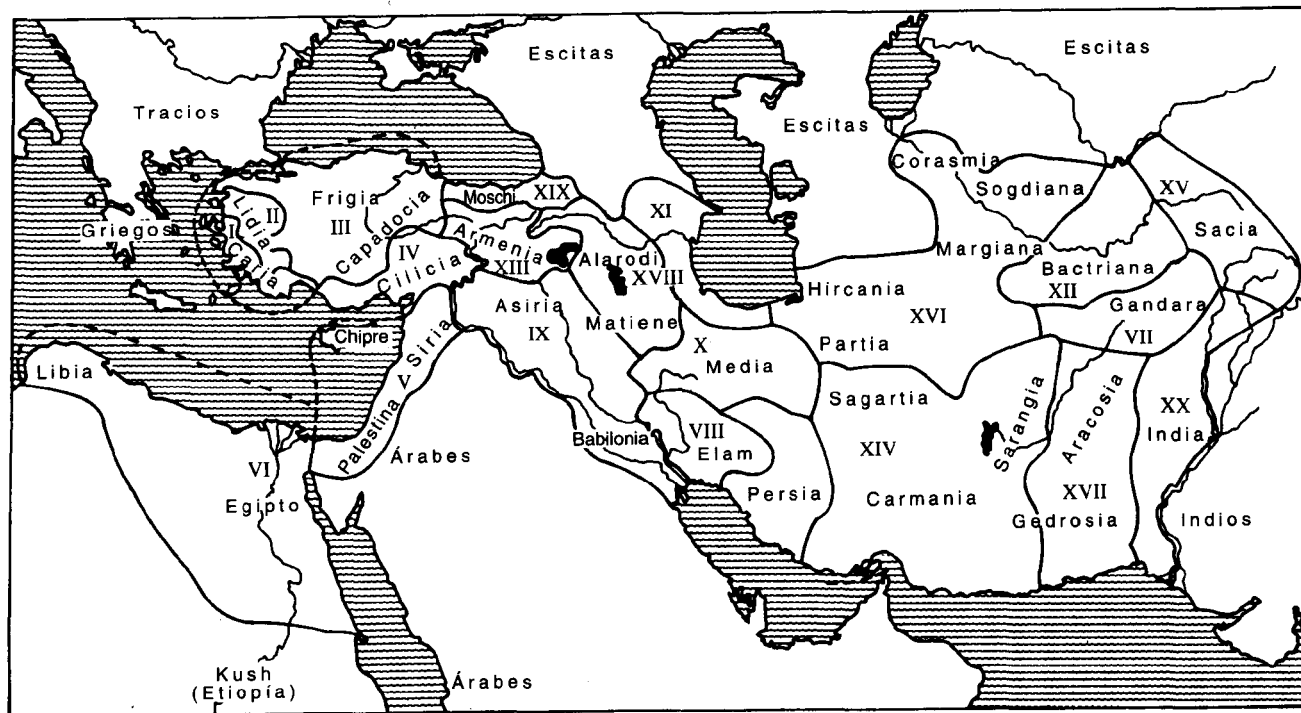 Escitas
Escitas
Tracios
Escitas
Corasmia
Sogdiana
XV
Sacia
Moschi
XIX
XI
Frigia
III
Lidia
II
I
Griegos
Caria
Capadocia
IV
Cilicia
Armenia
XIII
Alarodi
XVIII
Margiana
Bactriana
XII
Gandara
VII
Hircania
XVI
Partia
Asiria
IX
Matiene
X
Media
Chipre
Siria
V
Palestina
Libia
Sagartia
XIV
Carmania
Sarangia
Aracosia
XVII
Gedrosia
XX
India
Indios
Babilonia
VIII
Elam
Persia
Árabes
VI
Egipto
Kush
(Etiopía)
Árabes